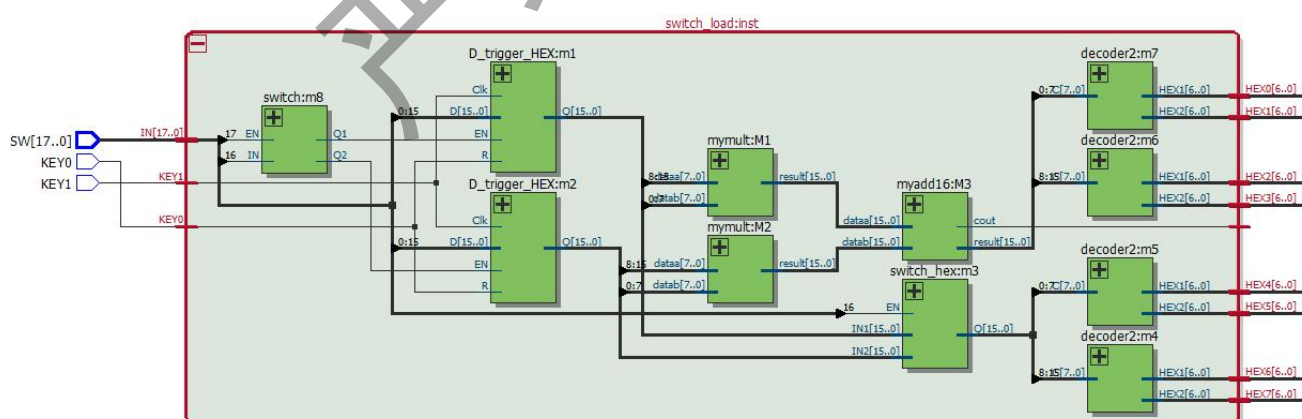 switch_load:inst
D_trigger_HEX:m1
decoder2:m7
switch:m8
SW[17..0]
IN[17..0]
17
EN
Q1
16
IN
Q2
KEY0
KEY1
KEY1
KEY0
Clk
0:15
D[15..0]
Q[15..0]
EN
R
D_trigger_HEX:m2
Clk
0:15
D[15..0]
Q[15..0]
EN
R
mymult:M1
8:15
dataa[7..0]
result[15..0]
0:7
datab[7..0]
mymult:M2
8:15
dataa[7..0]
result[15..0]
0:7
datab[7..0]
myadd16:M3
dataa[15..0]
cout
datab[15..0]
result[15..0]
switch_hex:m3
16
EN
IN1[15..0]
Q[15..0]
IN2[15..0]
0:7
C[7..0]
HEX1[6..0]
HEX0[6..0]
HEX2[6..0]
HEX1[6..0]
decoder2:m6
8:15
C[7..0]
HEX1[6..0]
HEX2[6..0]
HEX2[6..0]
HEX3[6..0]
decoder2:m5
0:7
C[7..0]
HEX1[6..0]
HEX4[6..0]
HEX2[6..0]
HEX5[6..0]
decoder2:m4
8:15
C[7..0]
HEX1[6..0]
HEX6[6..0]
HEX2[6..0]
HEX7[6..0]